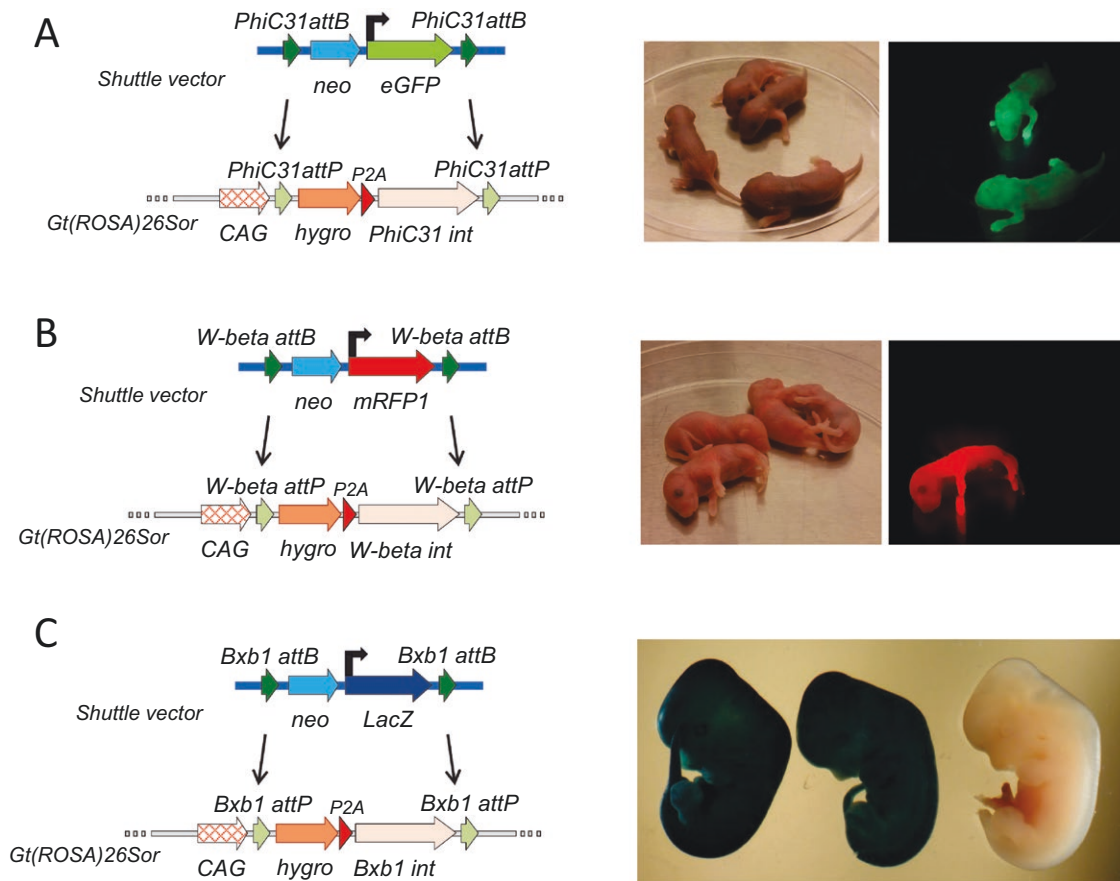 A
PhiC31attB PhiC31attB
Shuttle vector
neo eGFP
PhiC31attP P2A PhiC31attP
Gt(ROSA)26Sor
CAG hygro PhiC31 int
B
W-beta attB W-beta attB
Shuttle vector
neo mRFP1
W-beta attP P2A W-beta attP
Gt(ROSA)26Sor
CAG hygro W-beta int
C
Bxb1 attB Bxb1 attB
Shuttle vector
neo LacZ
Bxb1 attP P2A Bxb1 attP
Gt(ROSA)26Sor
CAG hygro Bxb1 int